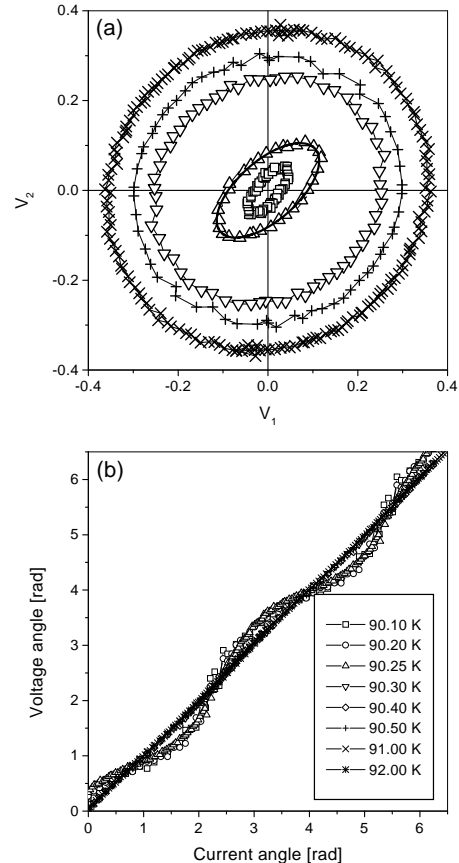 (a)
0.4
0.2
0.0
-0.2
-0.4
V2
-0.4 -0.2 0.0 0.2 0.4
V1
(b)
6
5
4
3
2
1
0
Voltage angle [rad]
90.10 K
90.20 K
90.25 K
90.30 K
90.40 K
90.50 K
91.00 K
92.00 K
0 1 2 3 4 5 6
Current angle [rad]